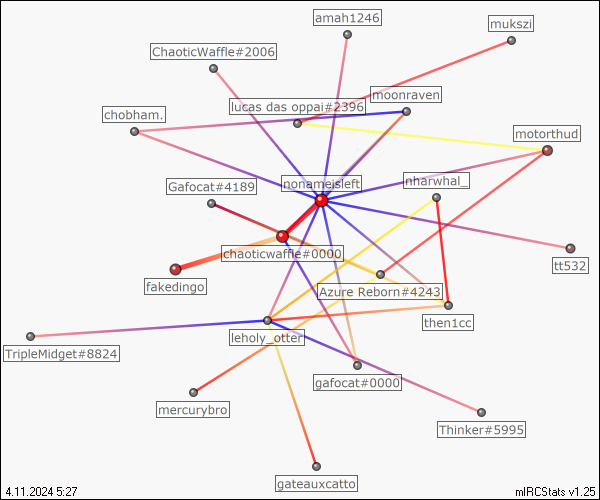 amah1246
mukszi
ChaoticWaffle#2006
moonraven
lucas das oppai#2396
chobham.
motorthud
nonameisleft
nharwhal_
Gafocat#4189
chaoticwaffle#0000
tt532
fakedingo
Azure Reborn#4243
then1cc
leholy_otter
TripleMidget#8824
gafocat#0000
mercurybro
Thinker#5995
gateauxcatto
4.11.2024 5:27
mIRCStats v1.25